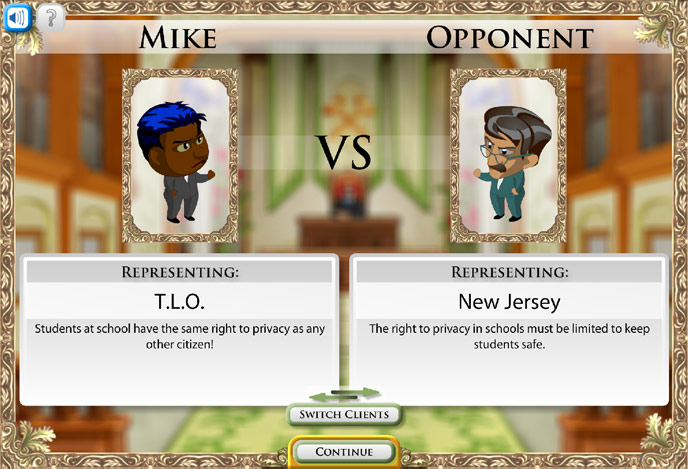 ?
MIKE
OPPONENT
VS
REPRESENTING:
T.L.O.
Students at school have the same right to privacy as any
other citizen!
REPRESENTING:
New Jersey
The right to privacy in schools must be limited to keep
students safe.
SWITCH CLIENTS
CONTINUE